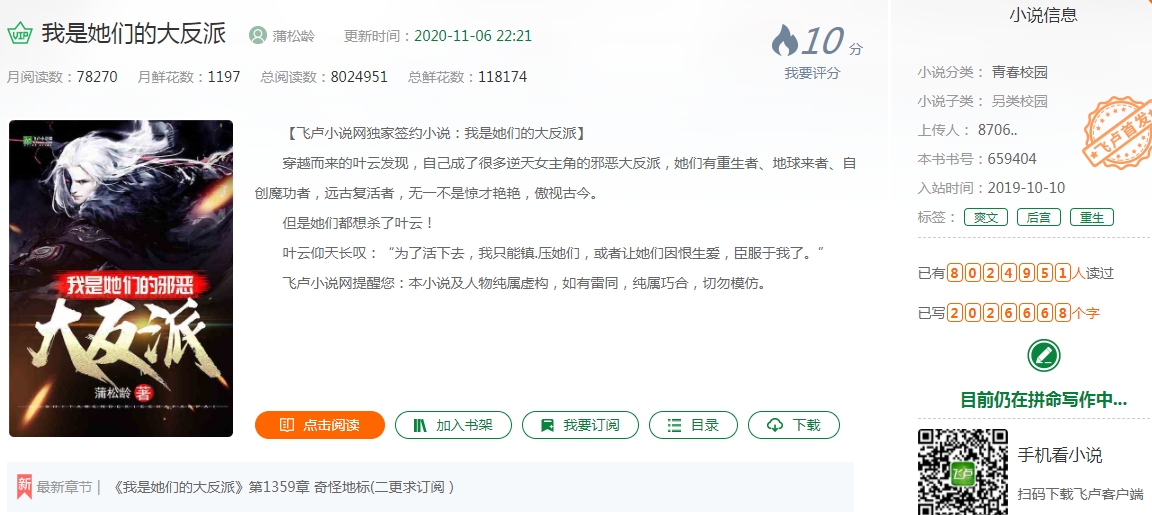 VIP 我是她们的大反派 蒲松龄 更新时间：2020-11-06 22:21
月阅读数：78270 月鲜花数：1197 总阅读数：8024951 总鲜花数：118174
10 分
我要评分
飞卢小说网
我是她们的邪恶
大反派
蒲松龄 著
【飞卢小说网独家签约小说：我是她们的大反派】
穿越而来的叶云发现，自己成了很多逆天女主角的邪恶大反派，她们有重生者、地球来者、自
创魔功者，远古复活者，无一不是惊才艳艳，傲视古今。
但是她们都想杀了叶云！
叶云仰天长叹：“为了活下去，我只能镇.压她们，或者让她们因恨生爱，臣服于我了。”
飞卢小说网提醒您：本小说及人物纯属虚构，如有雷同，纯属巧合，切勿模仿。
点击阅读 加入书架 我要订阅 目录 下载
新 最新章节 | 《我是她们的大反派》第1359章 奇怪地标(二更求订阅 )
小说信息
小说分类： 青春校园
小说子类： 另类校园
上传人： 8706..
本书书号：659404
入站时间：2019-10-10
标签： 爽文 后宫 重生
飞卢首发
已有8024951人读过
已写2026668个字
目前仍在拼命写作中...
飞卢
手机看小说
扫码下载飞卢客户端